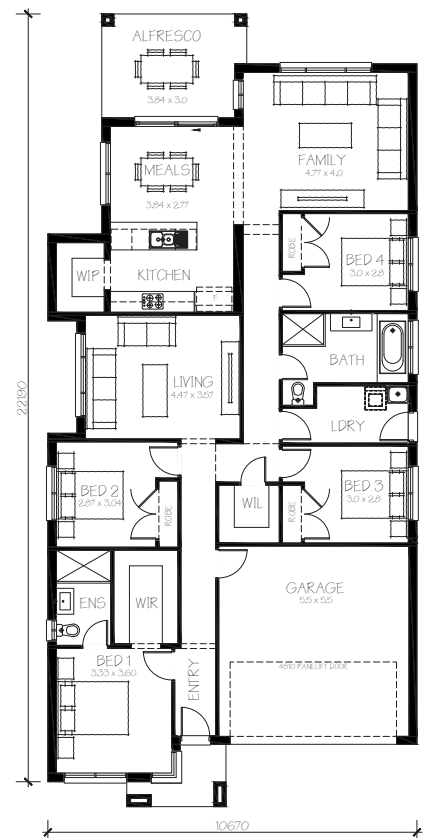 ALFRESCO
3.84 x 3.0
MEALS
3.84 x 2.77
FAMILY
4.77 x 4.0
ROBE
BED 4
3.0 x 2.8
WIP
KITCHEN
F
BATH
LIVING
4.47 x 3.57
LDRY
22190
BED 2
2.87 x 3.04
ROBE
WIL
ROBE
BED 3
3.0 x 2.8
ENS
WIR
GARAGE
5.5 x 5.5
BED 1
3.33 x 3.60
ENTRY
4810 PANELIFT DOOR
10670